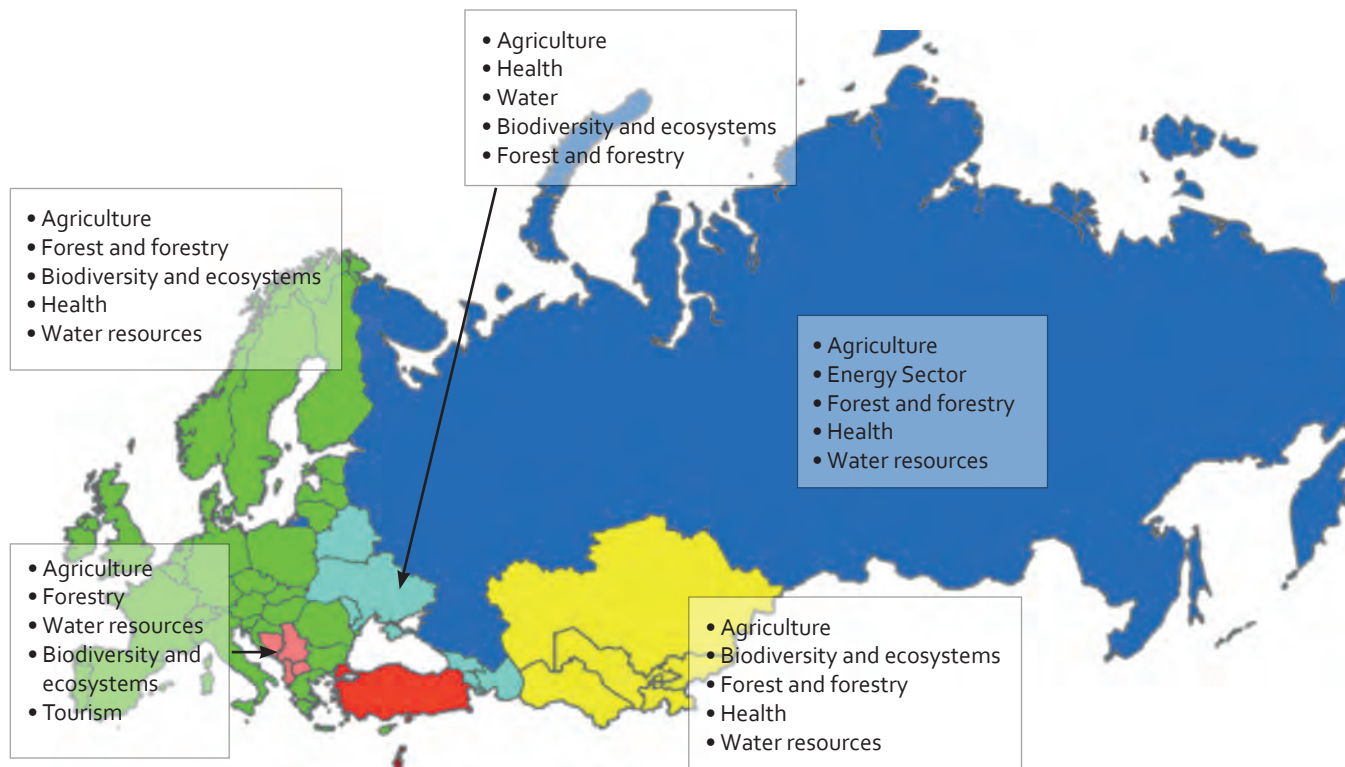 • Agriculture
• Health
• Water
• Biodiversity and ecosystems
• Forest and forestry
• Agriculture
• Forest and forestry
• Biodiversity and ecosystems
• Health
• Water resources
• Agriculture
• Energy Sector
• Forest and forestry
• Health
• Water resources
• Agriculture
• Forestry
• Water resources
• Biodiversity and
ecosystems
• Tourism
• Agriculture
• Biodiversity and ecosystems
• Forest and forestry
• Health
• Water resources